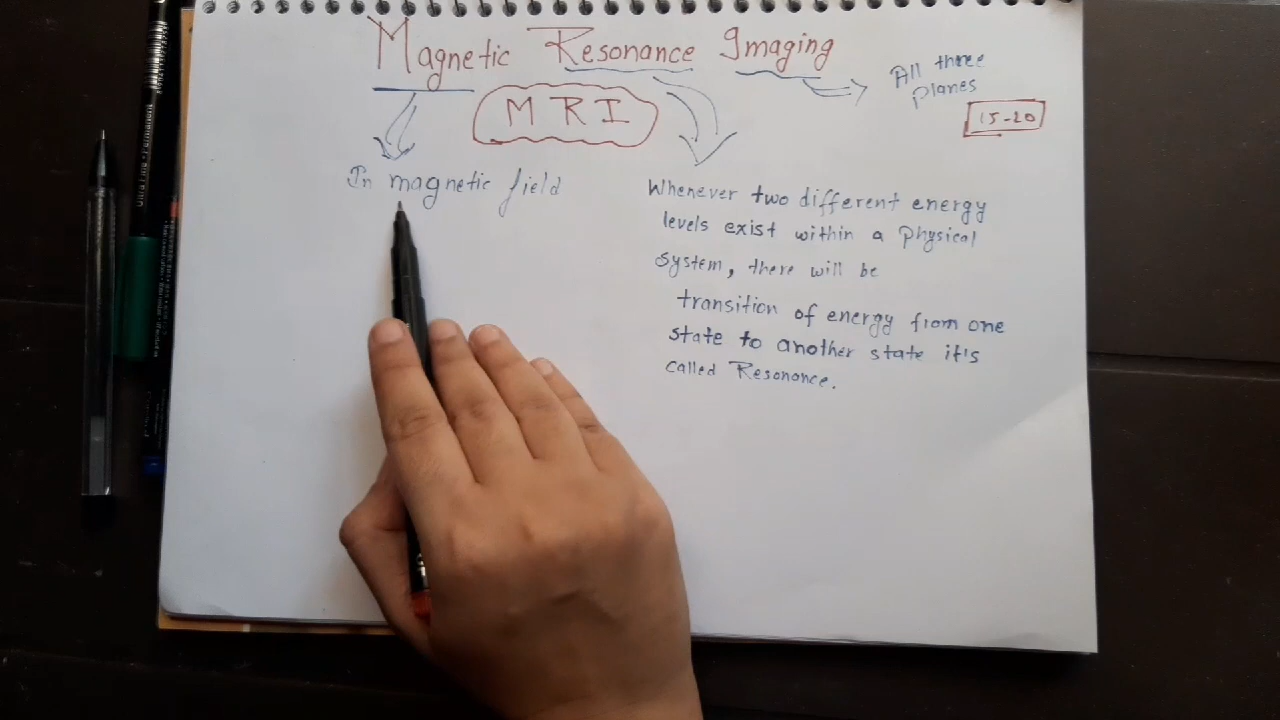 Magnetic Resonance Imaging
MRI
All three
planes
15-20
In magnetic field
Whenever two different energy
levels exist within a Physical
system, there will be
transition of energy from one
state to another state it's
called Resonance.